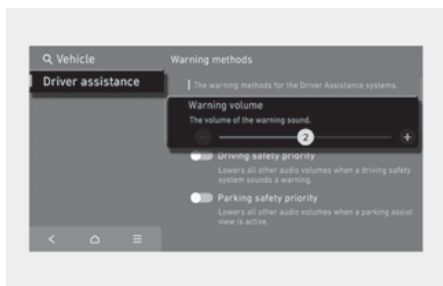 Vehicle
Warning methods
Driver assistance
The warning methods for the Driver Assistance systems.
Warning volume
The volume of the warning sound.
2
Driving safety priority
Lowers all other audio volumes when a driving safety
system sounds a warning.
Parking safety priority
Lowers all other audio volumes when a parking assist
view is active.